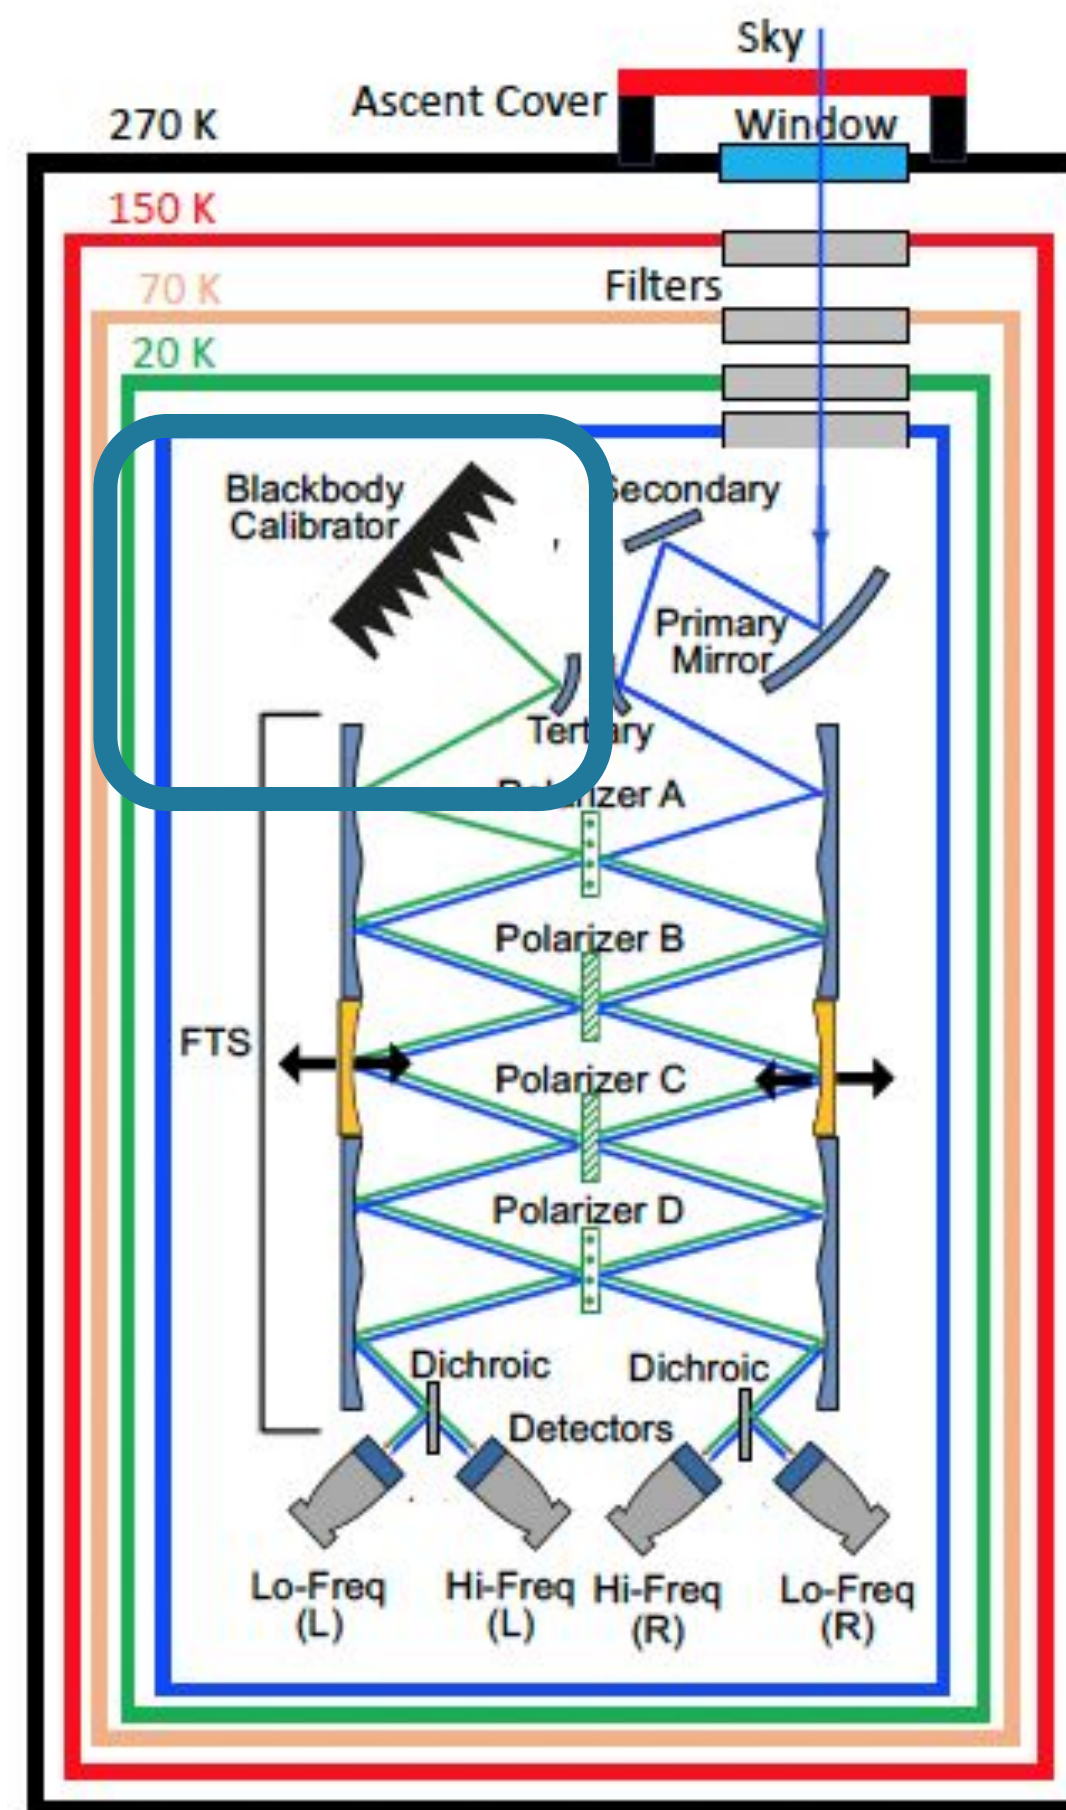 Sky
Ascent Cover
270 K
Window
150 K
Filters
70 K
20 K
Blackbody
Calibrator
Secondary
Primary
Mirror
Tertiary
Polarizer A
Polarizer B
FTS
Polarizer C
Polarizer D
Dichroic
Dichroic
Detectors
Lo-Freq
(L)
Hi-Freq
(L)
Hi-Freq
(R)
Lo-Freq
(R)